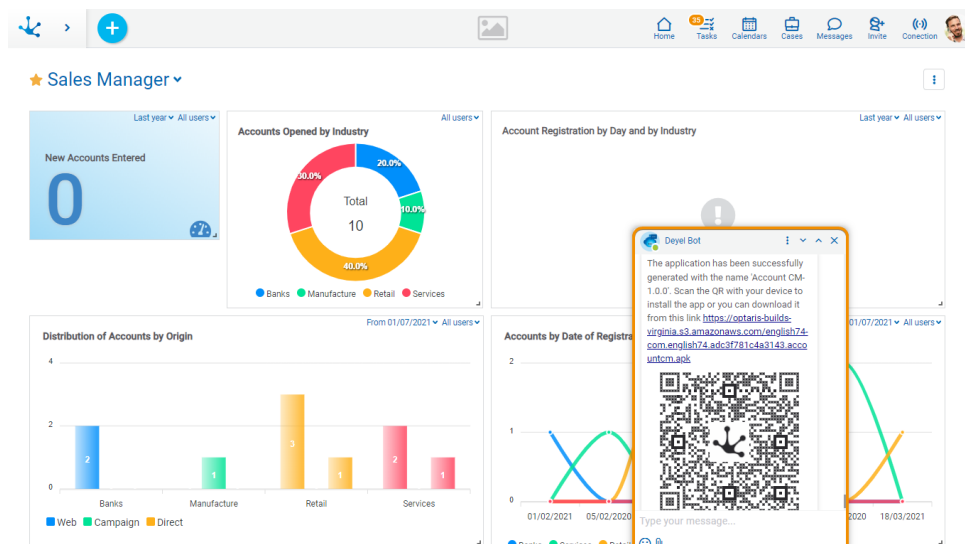 35
Home Tasks Calendars Cases Messages Invite Conection
Sales Manager
Last year All users
New Accounts Entered
0
All users
Accounts Opened by Industry
20.0%
30.0%
Total
10
10.0%
40.0%
Banks Manufacture Retail Services
Last year All users
Account Registration by Day and by Industry
From 01/07/2021 All users
Distribution of Accounts by Origin
4
2
0
2
1
3
1
2
1
Banks Manufacture Retail Services
Web Campaign Direct
01/07/2021 All users
Accounts by Date of Registra
2
1
0
01/02/2021 05/02/2020
2020 18/03/2021
Banks Services Retail
Deyel Bot
The application has been successfully
generated with the name 'Account CM-
1.0.0'. Scan the QR with your device to
install the app or you can download it
from this link https://optaris-builds-
virginia.s3.amazonaws.com/english74-
com.english74.adc3f781c4a3143.acco
untcm.apk
Type your message...